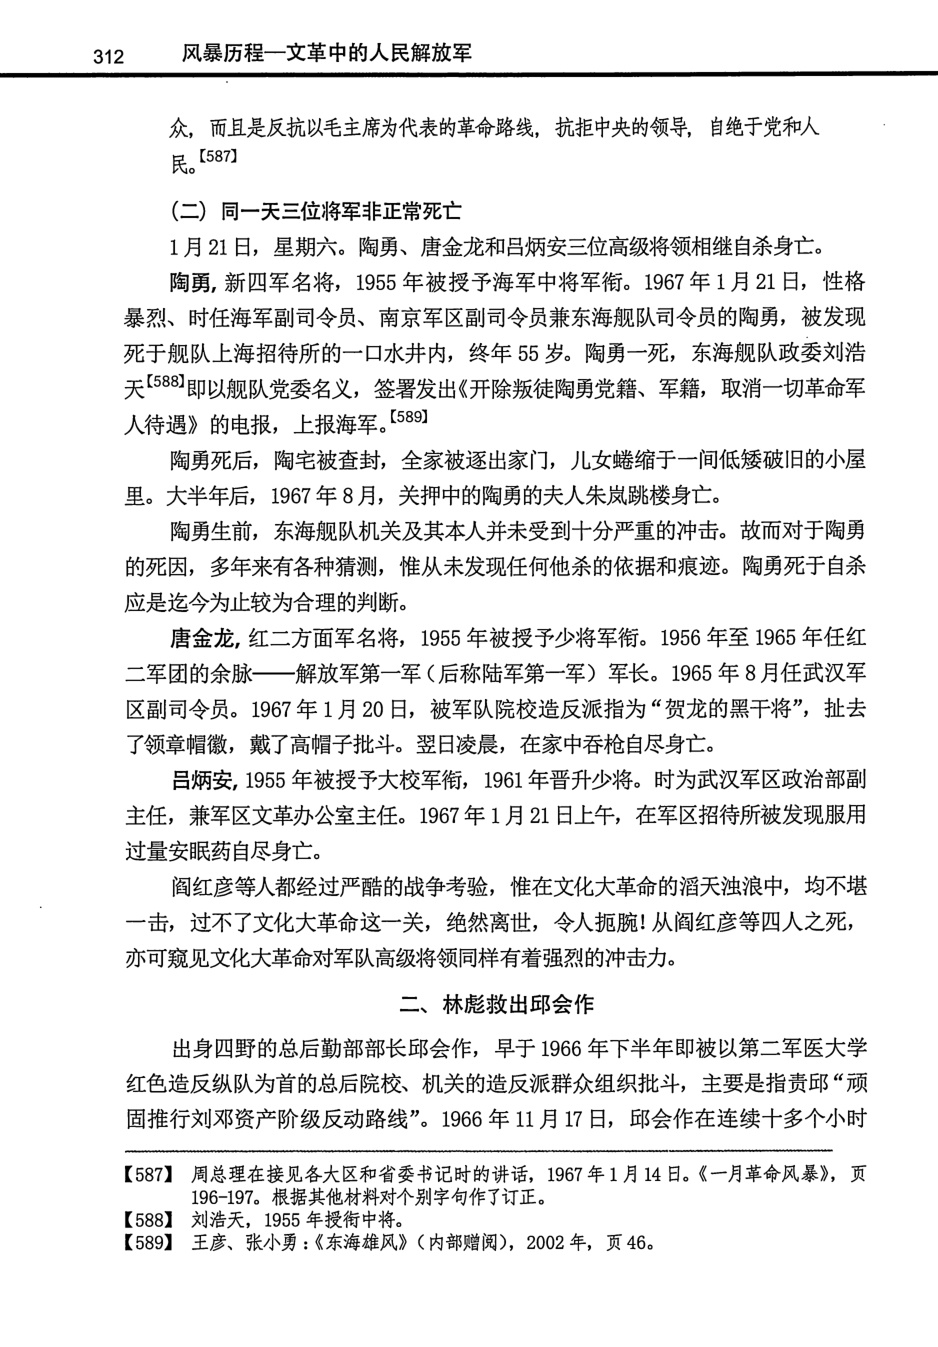 312 风暴历程—文革中的人民解放军
众，而且是反抗以毛主席为代表的革命路线，抗拒中央的领导，自绝于党和人
民。【587】
（二）同一天三位将军非正常死亡
1月21日，星期六。陶勇、唐金龙和吕炳安三位高级将领相继自杀身亡。
陶勇，新四军名将，1955年被授予海军中将军衔。1967年1月21日，性格
暴烈、时任海军副司令员、南京军区副司令员兼东海舰队司令员的陶勇，被发现
死于舰队上海招待所的一口水井内，终年55岁。陶勇一死，东海舰队政委刘浩
天【588】即以舰队党委名义，签署发出《开除叛徒陶勇党籍、军籍，取消一切革命军
人待遇》的电报，上报海军。【589】
陶勇死后，陶宅被查封，全家被逐出家门，儿女蜷缩于一间低矮破旧的小屋
里。大半年后，1967年8月，关押中的陶勇的夫人朱岚跳楼身亡。
陶勇生前，东海舰队机关及其本人并未受到十分严重的冲击。故而对于陶勇
的死因，多年来有各种猜测，惟从未发现任何他杀的依据和痕迹。陶勇死于自杀
应是迄今为止较为合理的判断。
唐金龙，红二方面军名将，1955年被授予少将军衔。1956年至1965年任红
二军团的余脉——解放军第一军（后称陆军第一军）军长。1965年8月任武汉军
区副司令员。1967年1月20日，被军队院校造反派指为“贺龙的黑干将”，扯去
了领章帽徽，戴了高帽子批斗。翌日凌晨，在家中吞枪自尽身亡。
吕炳安，1955年被授予大校军衔，1961年晋升少将。时为武汉军区政治部副
主任，兼军区文革办公室主任。1967年1月21日上午，在军区招待所被发现服用
过量安眠药自尽身亡。
阎红彦等人都经过严酷的战争考验，惟在文化大革命的滔天浊浪中，均不堪
一击，过不了文化大革命这一关，绝然离世，令人扼腕！从阎红彦等四人之死，
亦可窥见文化大革命对军队高级将领同样有着强烈的冲击力。
二、林彪救出邱会作
出身四野的总后勤部部长邱会作，早于1966年下半年即被以第二军医大学
红色造反纵队为首的总后院校、机关的造反派群众组织批斗，主要是指责邱“顽
固推行刘邓资产阶级反动路线”。1966年11月17日，邱会作在连续十多个小时
【587】 周总理在接见各大区和省委书记时的讲话，1967年1月14日。《一月革命风暴》，页
196-197。根据其他材料对个别字句作了订正。
【588】 刘浩天，1955年授衔中将。
【589】 王彦、张小勇：《东海雄风》（内部赠阅），2002年，页46。